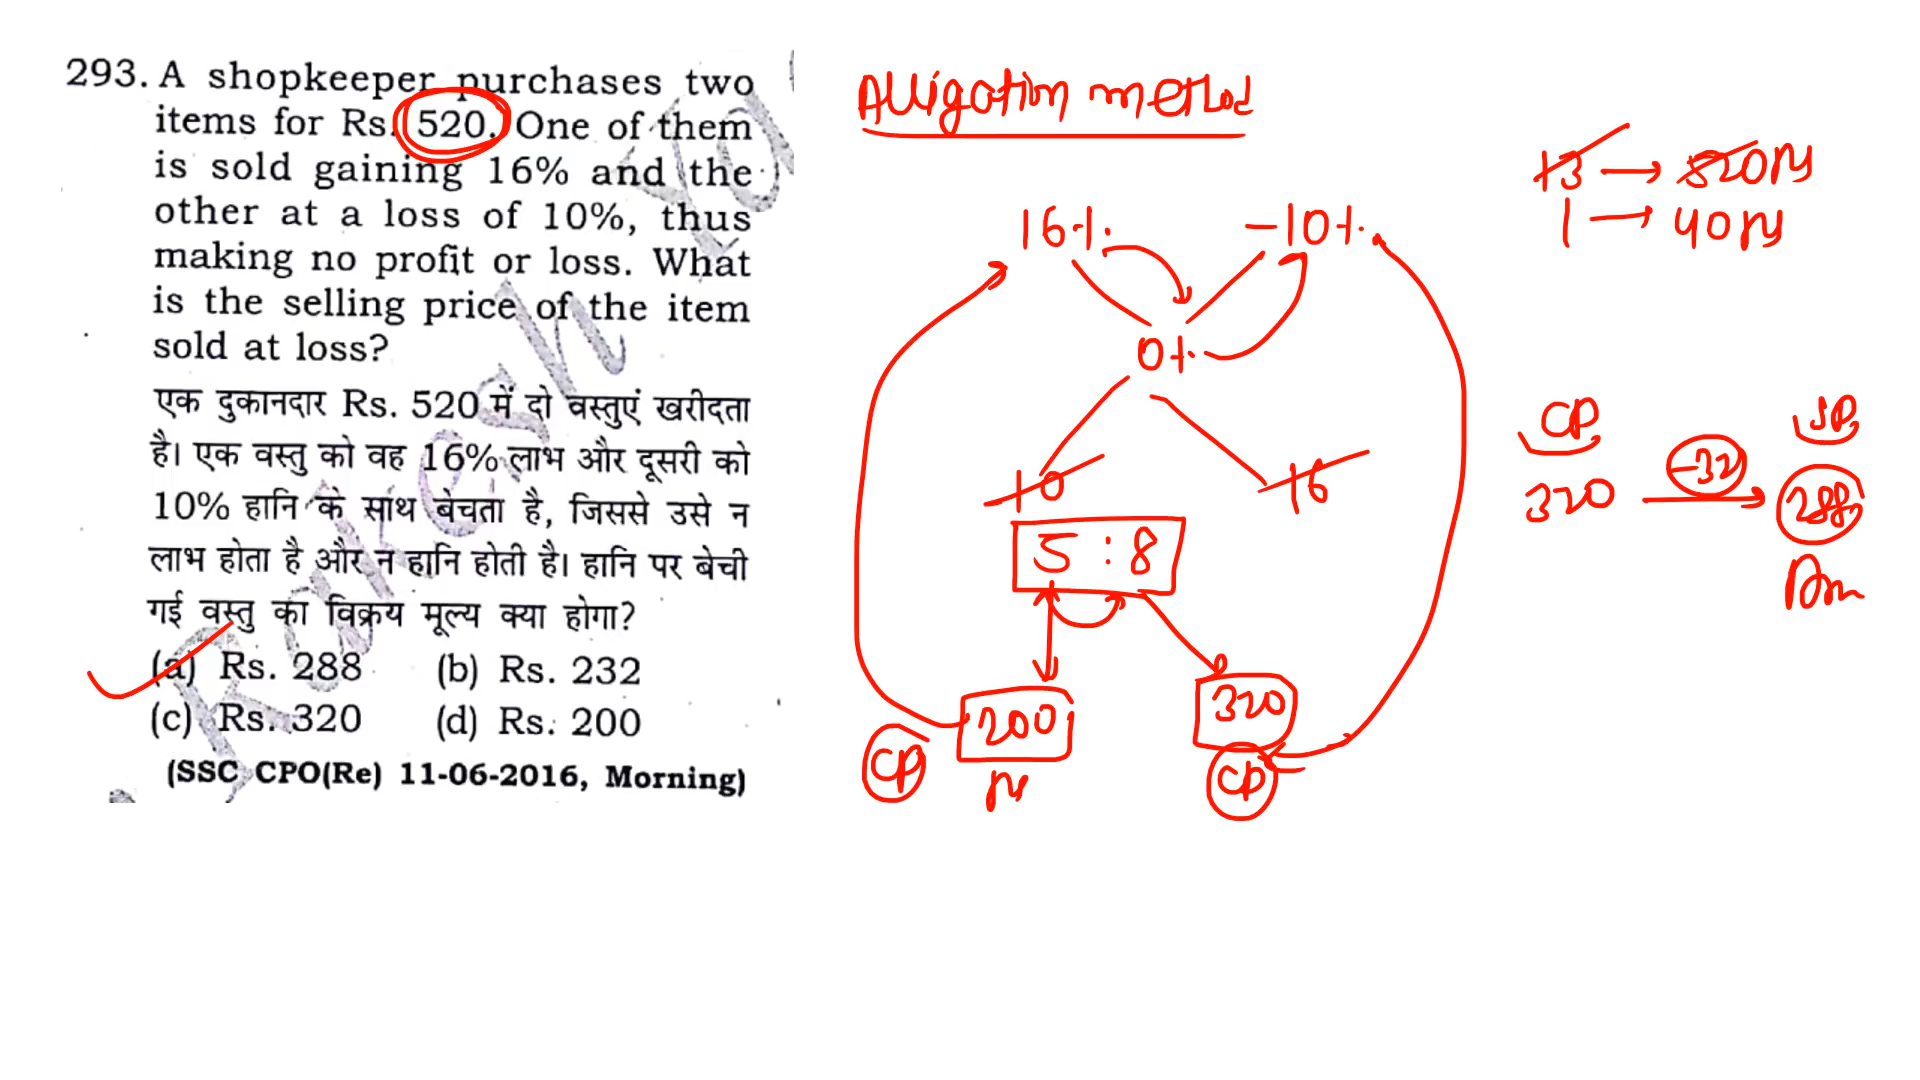 293. A shopkeeper purchases two
items for Rs. 520. One of them
is sold gaining 16% and the
other at a loss of 10%, thus
making no profit or loss. What
is the selling price of the item
sold at loss?
एक दुकानदार Rs. 520 में दो वस्तुएं खरीदता
है। एक वस्तु को वह 16% लाभ और दूसरी को
10% हानि के साथ बेचता है, जिससे उसे न
लाभ होता है और न हानि होती है। हानि पर बेची
गई वस्तु का विक्रय मूल्य क्या होगा?
(a) Rs. 288 (b) Rs. 232
(c) Rs. 320 (d) Rs. 200
(SSC CPO(Re) 11-06-2016, Morning)
Rakesh Yad
Alligation method
16% -10%
0%
10 16
5 : 8
200 320
CP CP
13 → 520 Rs
1 → 40 Rs
CP SP
320 -32 288
Ans